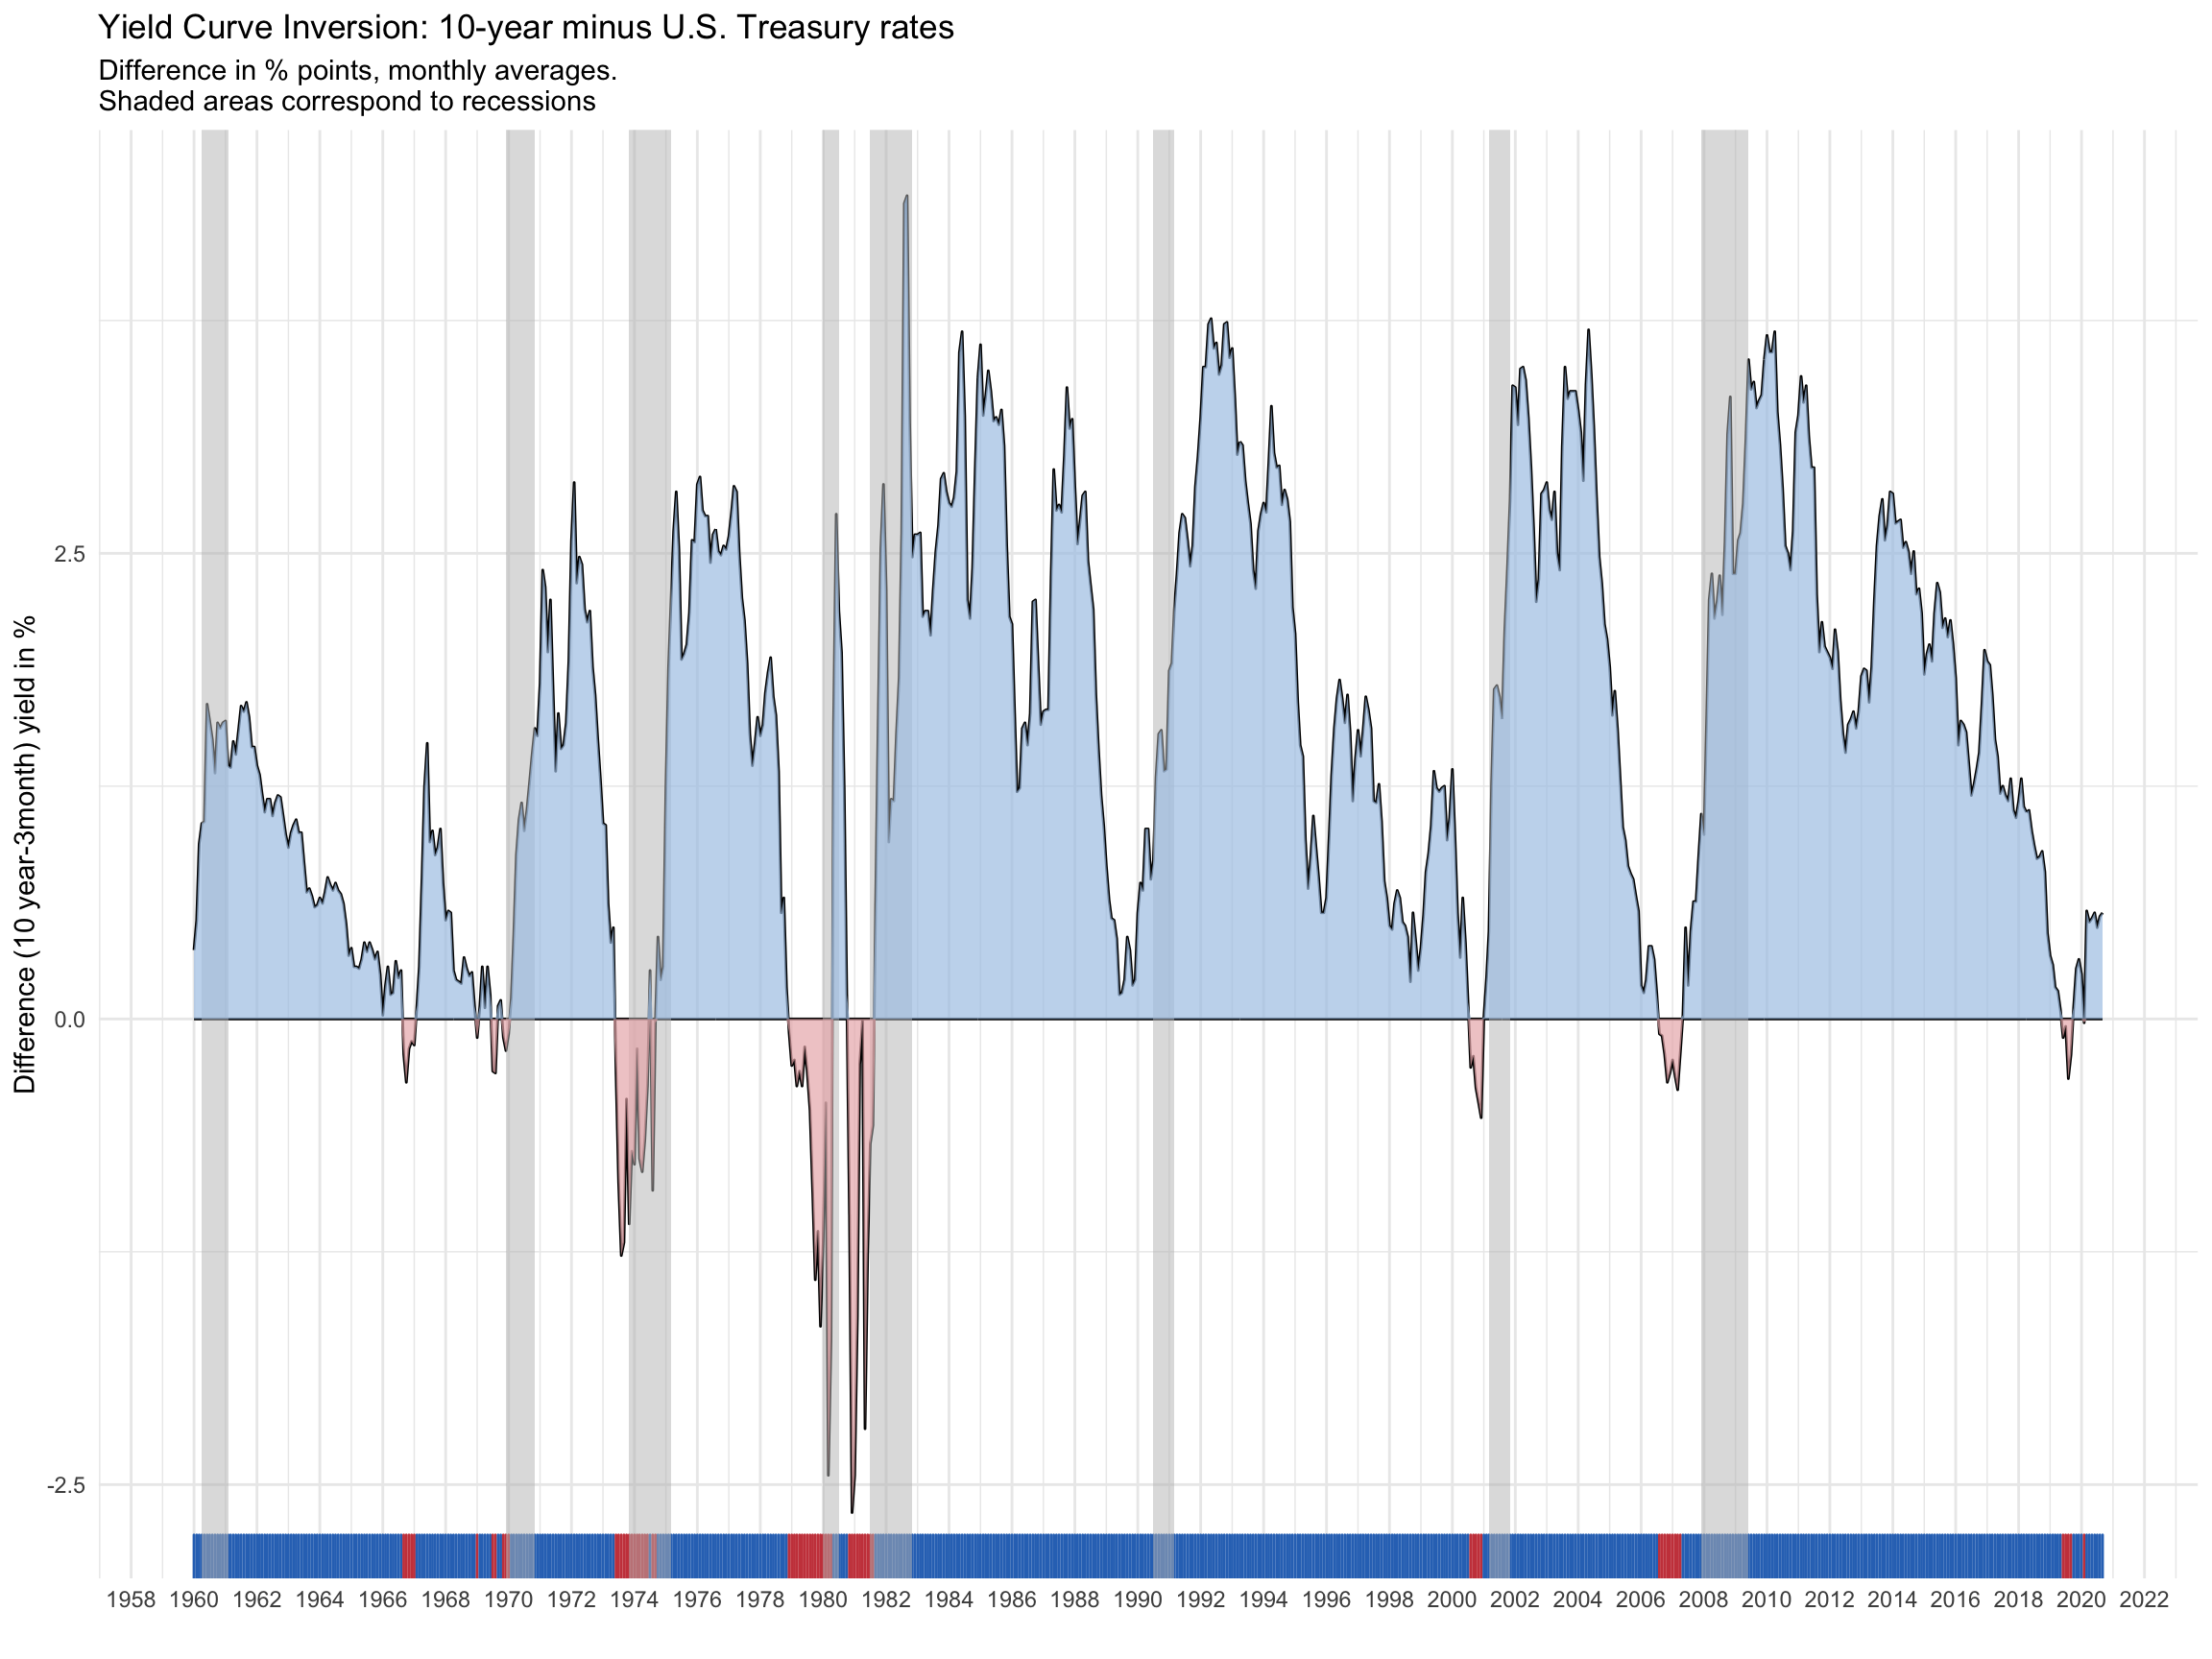 Yield Curve Inversion: 10-year minus U.S. Treasury rates
Difference in % points, monthly averages.
Shaded areas correspond to recessions
Difference (10 year-3month) yield in %
2.5
0.0
-2.5
1958 1960 1962 1964 1966 1968 1970 1972 1974 1976 1978 1980 1982 1984 1986 1988 1990 1992 1994 1996 1998 2000 2002 2004 2006 2008 2010 2012 2014 2016 2018 2020 2022